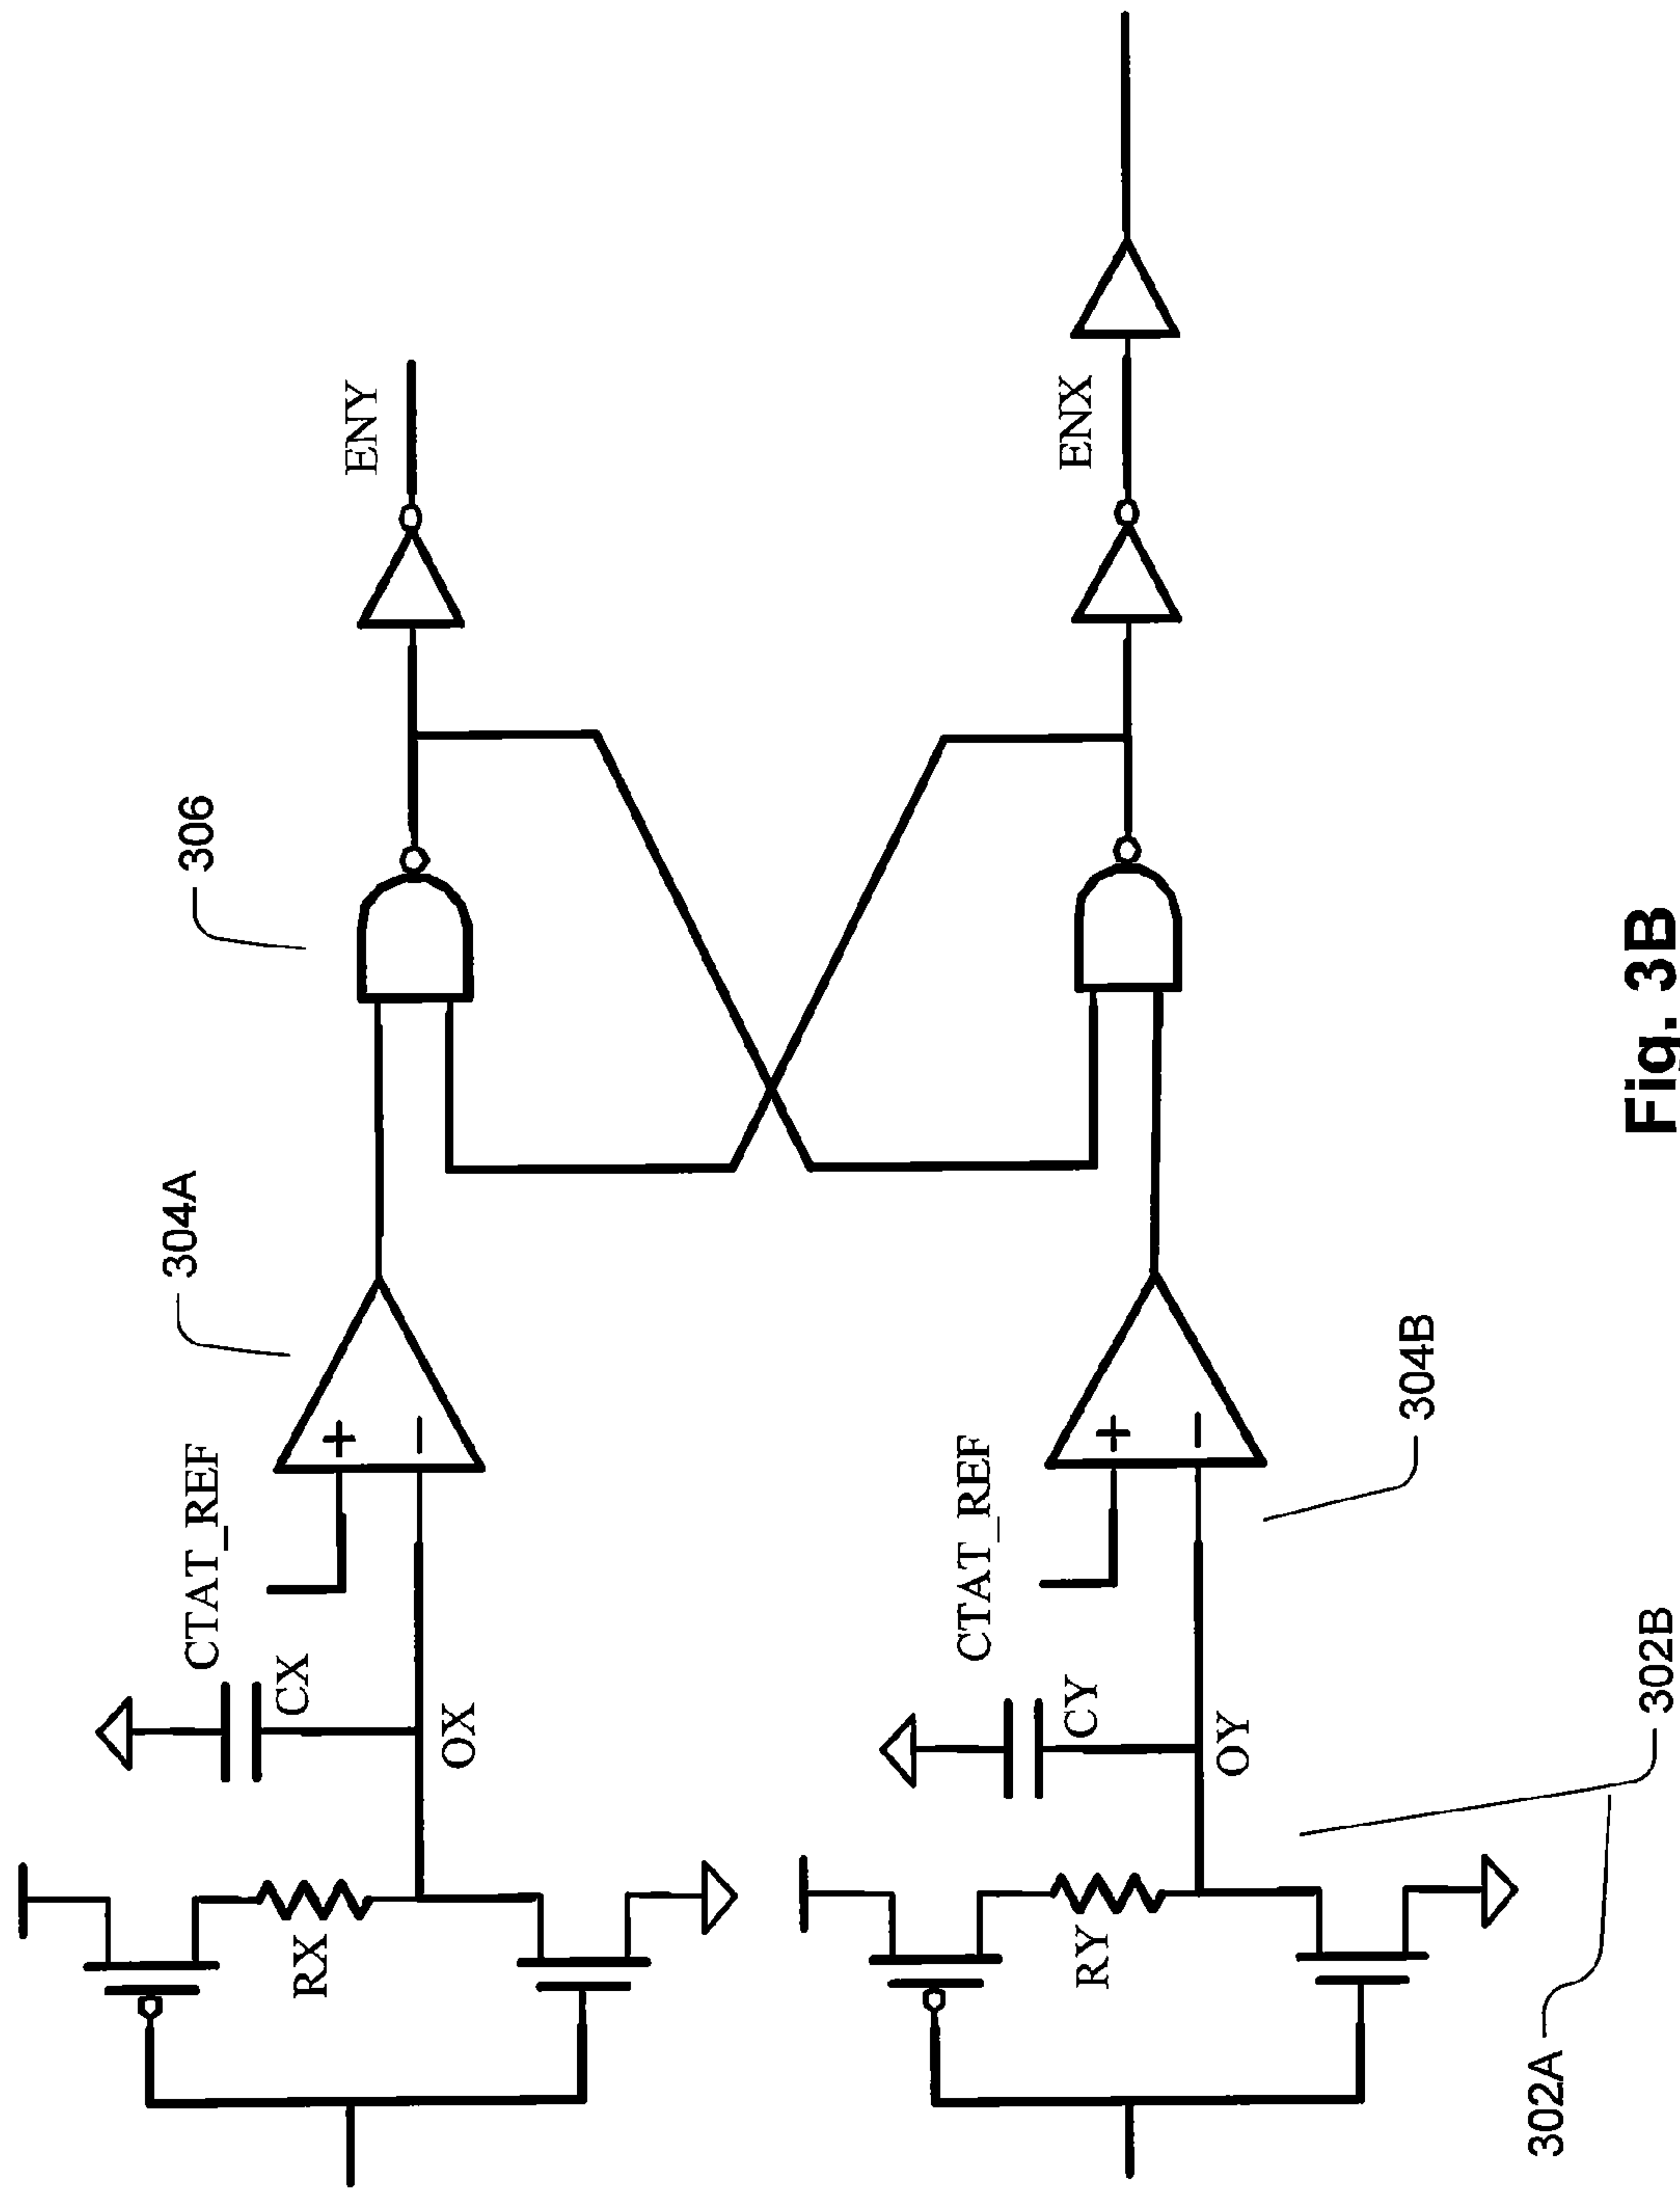 306
304A
ENY
CTAT_REF
CX
+
−
OX
RX
ENX
CTAT_REF
CY
+
−
OY
RY
304B
302B
302A
Fig. 3B